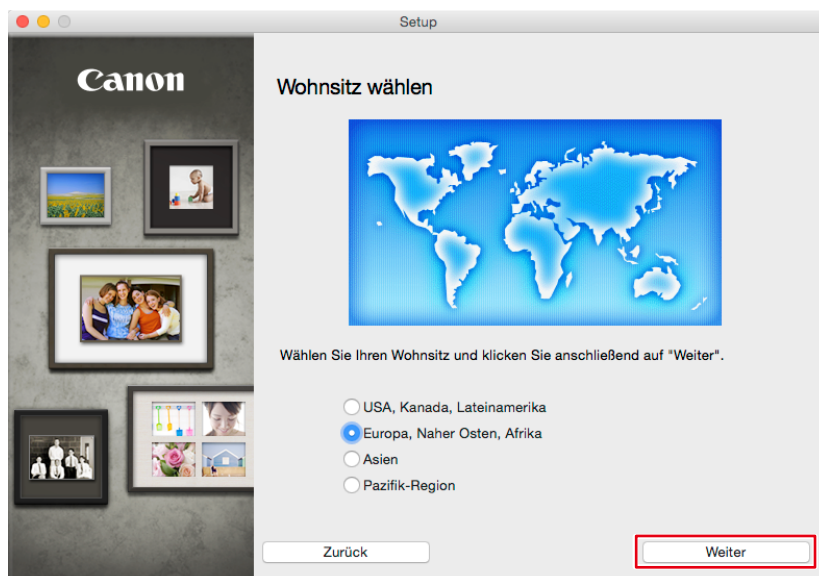 Setup
Canon
Wohnsitz wählen
Wählen Sie Ihren Wohnsitz und klicken Sie anschließend auf "Weiter".
USA, Kanada, Lateinamerika
Europa, Naher Osten, Afrika
Asien
Pazifik-Region
Zurück
Weiter